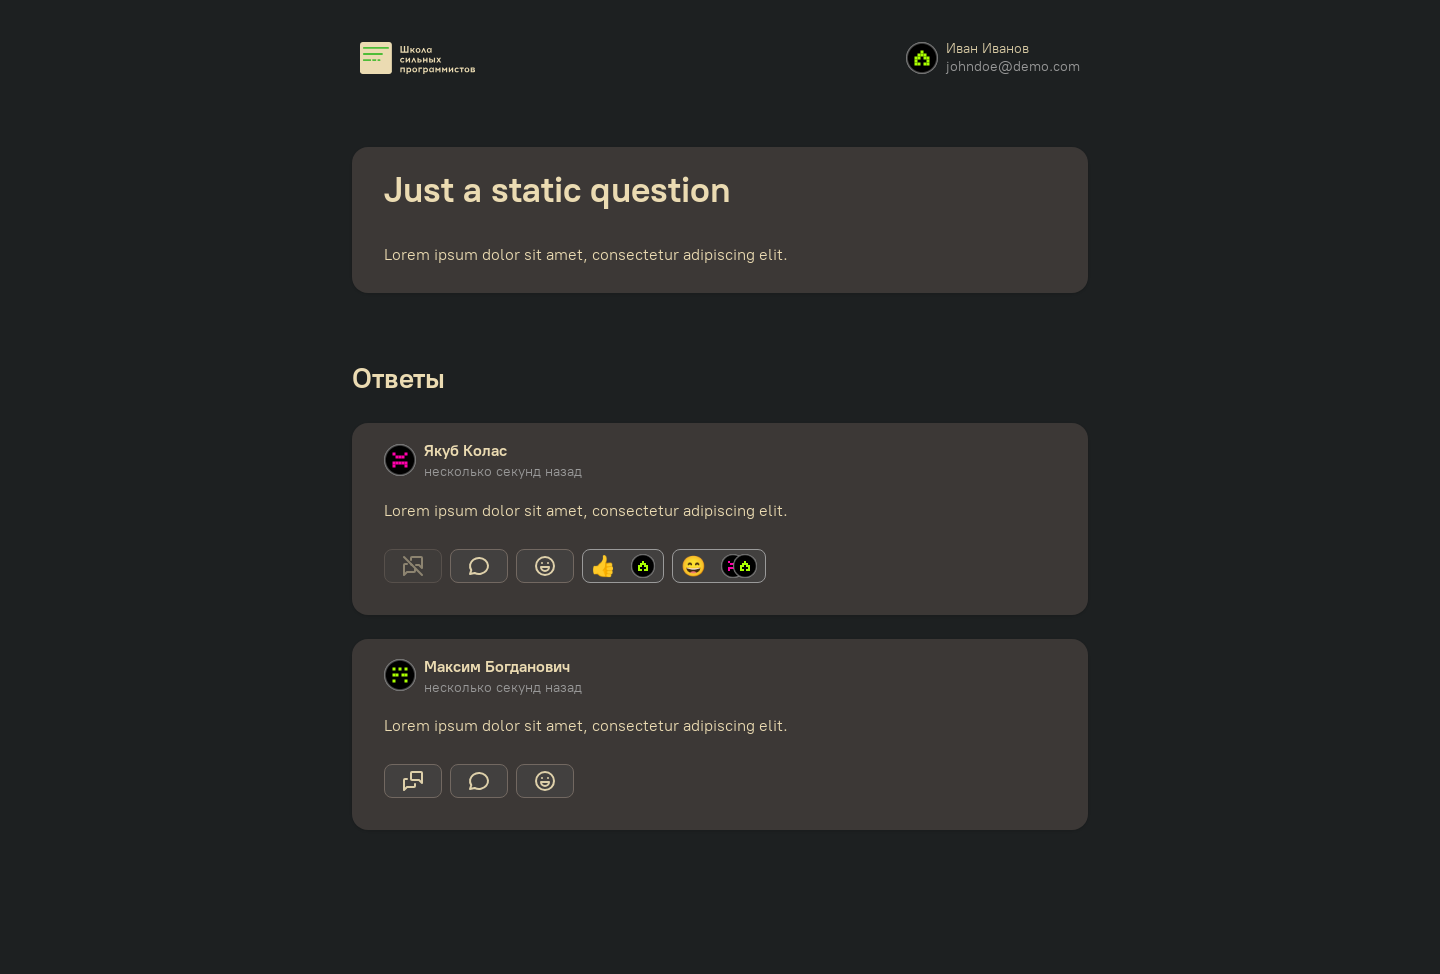 Школа
сильных
программистов
Иван Иванов
johndoe@demo.com
Just a static question
Lorem ipsum dolor sit amet, consectetur adipiscing elit.
Ответы
Якуб Колас
несколько секунд назад
Lorem ipsum dolor sit amet, consectetur adipiscing elit.
Максим Богданович
несколько секунд назад
Lorem ipsum dolor sit amet, consectetur adipiscing elit.